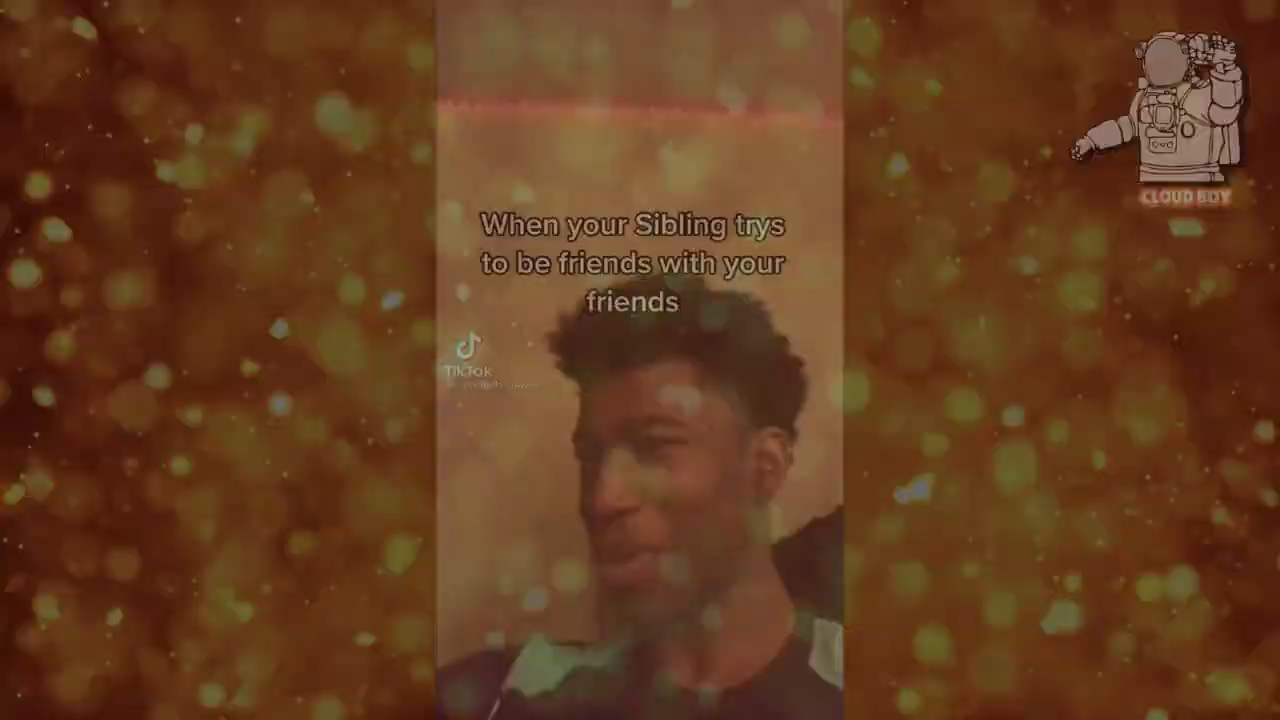 When your Sibling trys
to be friends with your
friends
TikTok
CLOUD BOY